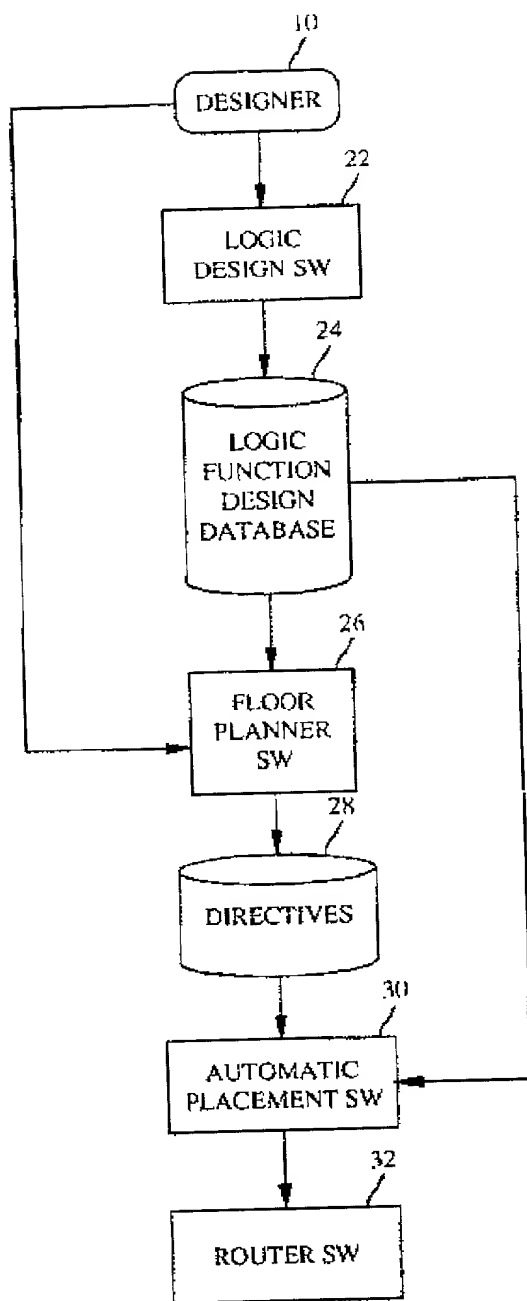 10
DESIGNER
22
LOGIC
DESIGN SW
24
LOGIC
FUNCTION
DESIGN
DATABASE
26
FLOOR
PLANNER
SW
28
DIRECTIVES
30
AUTOMATIC
PLACEMENT SW
32
ROUTER SW